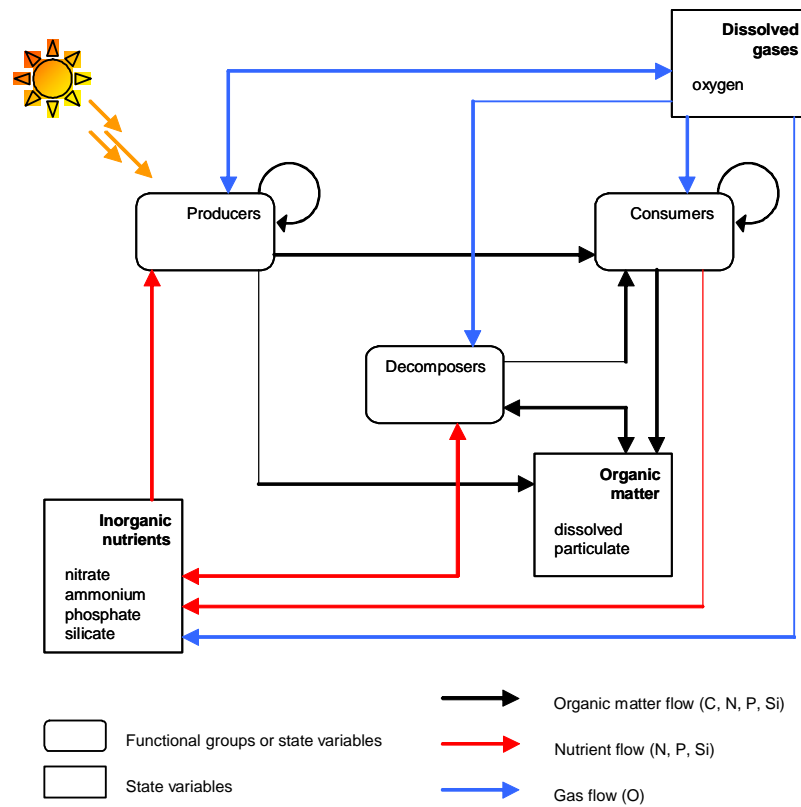 Dissolved
gases
oxygen
Producers
Consumers
Decomposers
Organic
matter
dissolved
particulate
Inorganic
nutrients
nitrate
ammonium
phosphate
silicate
Organic matter flow (C, N, P, Si)
Functional groups or state variables
Nutrient flow (N, P, Si)
State variables
Gas flow (O)